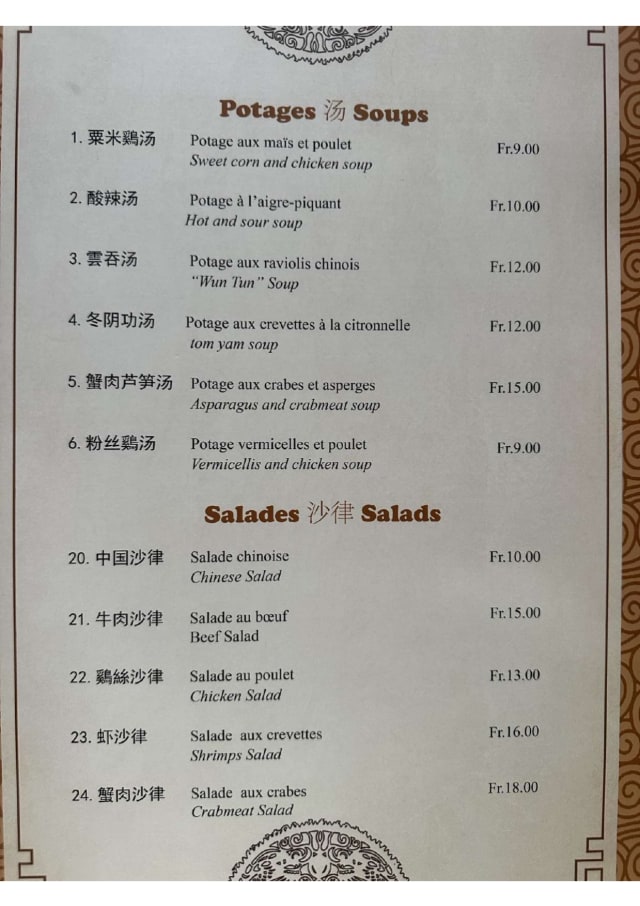 Potages 汤 Soups
1. 粟米鷄汤 Potage aux maïs et poulet Fr.9.00
Sweet corn and chicken soup
2. 酸辣汤 Potage à l’aigre-piquant Fr.10.00
Hot and sour soup
3. 雲吞汤 Potage aux raviolis chinois Fr.12.00
“Wun Tun” Soup
4. 冬阴功汤 Potage aux crevettes à la citronnelle Fr.12.00
tom yam soup
5. 蟹肉芦笋汤 Potage aux crabes et asperges Fr.15.00
Asparagus and crabmeat soup
6. 粉丝鷄汤 Potage vermicelles et poulet Fr.9.00
Vermicellis and chicken soup
Salades 沙律 Salads
20. 中国沙律 Salade chinoise Fr.10.00
Chinese Salad
21. 牛肉沙律 Salade au bœuf Fr.15.00
Beef Salad
22. 鷄絲沙律 Salade au poulet Fr.13.00
Chicken Salad
23. 虾沙律 Salade aux crevettes Fr.16.00
Shrimps Salad
24. 蟹肉沙律 Salade aux crabes Fr.18.00
Crabmeat Salad